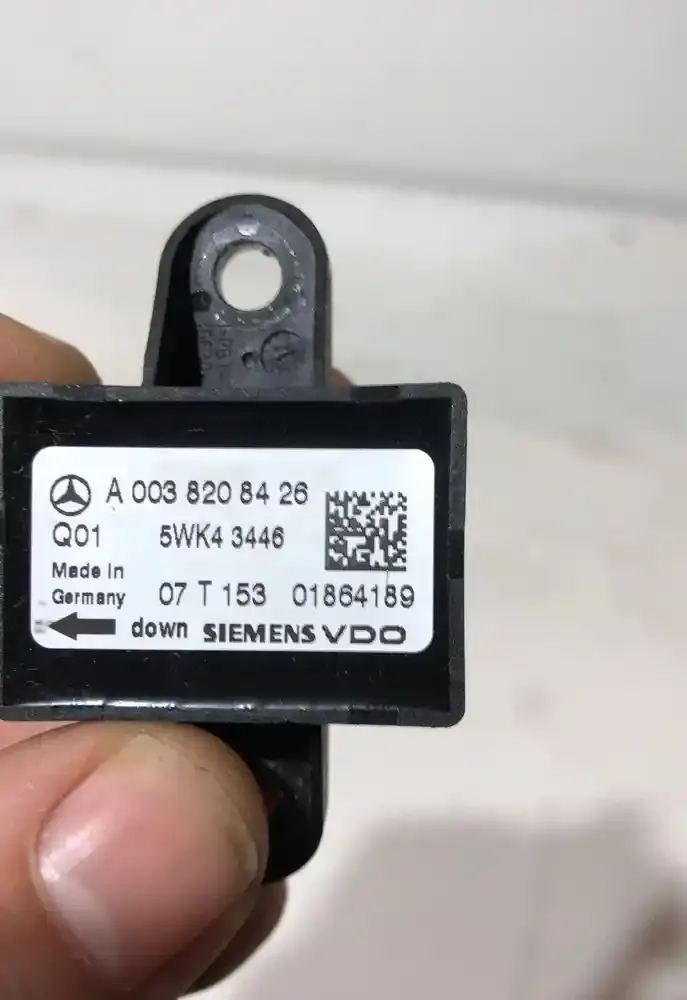 A 003 820 84 26
Q01 5WK4 3446
Made in
Germany 07 T 153 01864189
down SIEMENS VDO